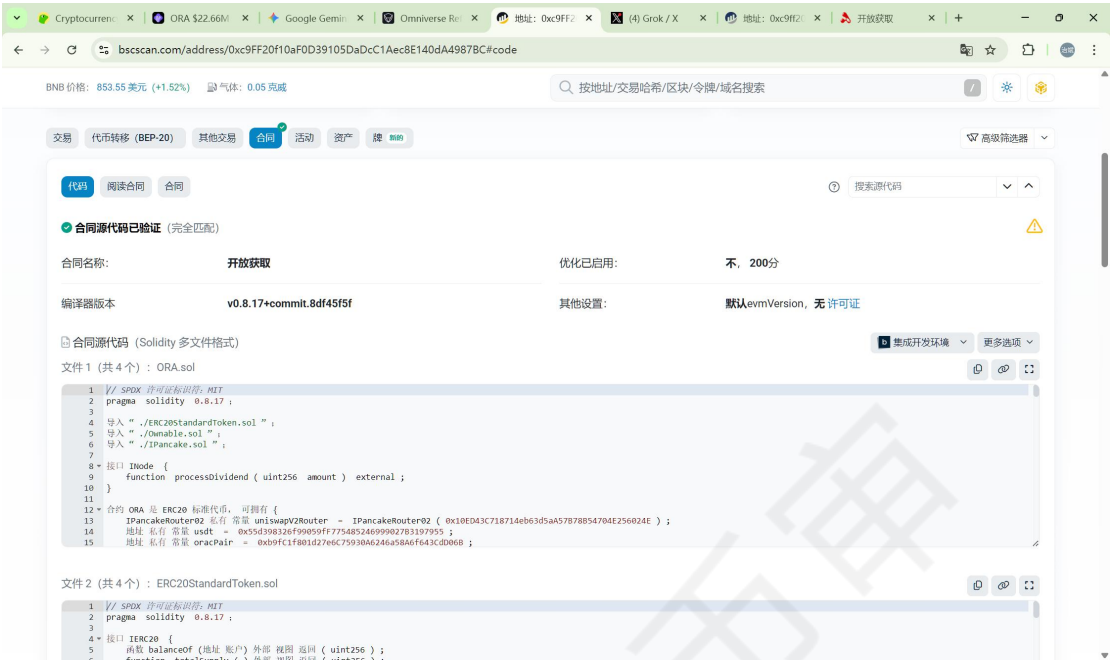 Cryptocurrenc
ORA $22.66M
Google Gemin
Omniverse Re
地址：0xc9FF2
(4) Grok / X
地址：0xc9ff20
开放获取
bscscan.com/address/0xc9FF20f10aF0D39105DaDcC1Aec8E140dA4987BC#code
BNB 价格: 853.55 美元 (+1.52%) 气体: 0.05 克威
按地址/交易哈希/区块/令牌/域名搜索 /
交易 代币转移（BEP-20） 其他交易 合同 活动 资产 牌 新的 高级筛选器
代码 阅读合同 合同 搜索源代码
合同源代码已验证 (完全匹配)
合同名称: 开放获取 优化已启用: 不，200分
编译器版本 v0.8.17+commit.8df45f5f 其他设置: 默认evmVersion，无 许可证
合同源代码 (Solidity 多文件格式) 集成开发环境 更多选项
文件 1（共 4 个）: ORA.sol
1 // SPDX 许可证标识符: MIT
2 pragma solidity 0.8.17 ;
3
4 导入 “ ./ERC20StandardToken.sol ” ;
5 导入 “ ./Ownable.sol ” ;
6 导入 “ ./IPancake.sol ” ;
7
8 接口 INode {
9 function processDividend ( uint256 amount ) external ;
10 }
11
12 合约 ORA 是 ERC20 标准代币， 可拥有 {
13 IPancakeRouter02 私有 常量 uniswapV2Router = IPancakeRouter02 ( 0x10ED43C718714eb63d5aA57B78B54704E256024E ) ;
14 地址 私有 常量 usdt = 0x55d398326f99059fF775485246999027B3197955 ;
15 地址 私有 常量 oracPair = 0xb9fC1f801d27e6C75930A6246a58A6f643CdD06B ;
文件 2（共 4 个）: ERC20StandardToken.sol
1 // SPDX 许可证标识符: MIT
2 pragma solidity 0.8.17 ;
3
4 接口 IERC20 {
5 函数 balanceOf (地址 账户) 外部 视图 返回 ( uint256 ) ;
6 function totalSupply ( ) 外部 视图 返回 ( uint256 ) ;